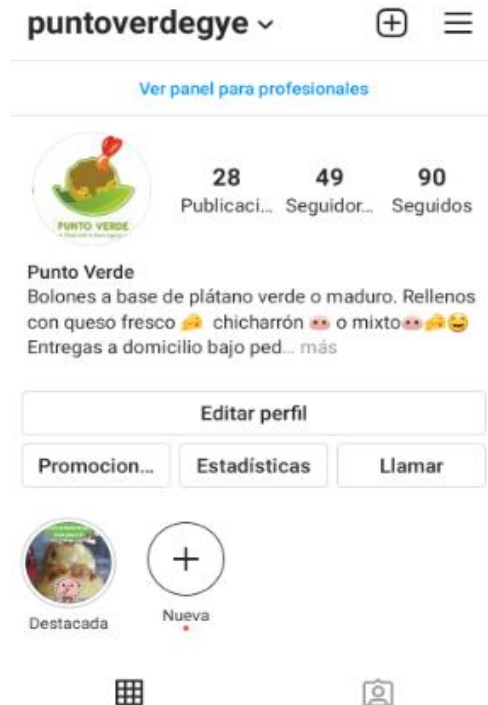 puntoverdegye
Ver panel para profesionales
PUNTO VERDE
28 49 90
Publicaci... Seguidor... Seguidos
Punto Verde
Bolones a base de plátano verde o maduro. Rellenos
con queso fresco 🧀 chicharrón 🐽 o mixto🐽🧀😄
Entregas a domicilio bajo ped... más
Editar perfil
Promocion... Estadísticas Llamar
Destacada Nueva